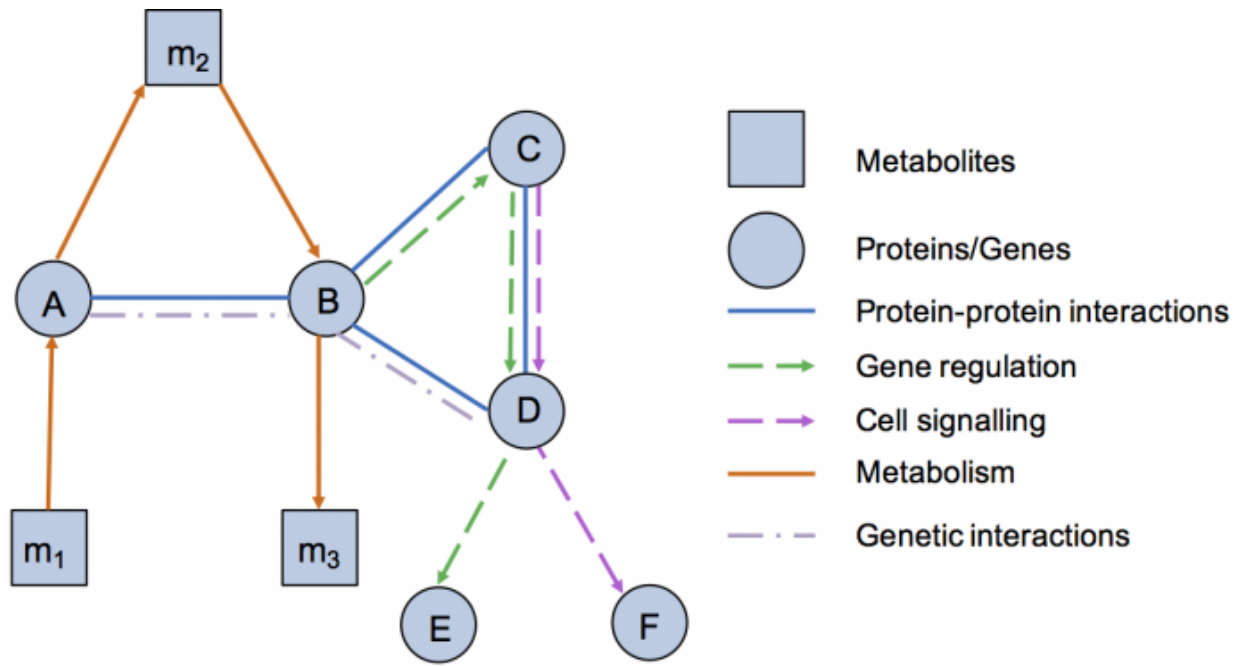 m₂
C
A
B
D
m₁
m₃
E
F
Metabolites
Proteins/Genes
Protein-protein interactions
Gene regulation
Cell signalling
Metabolism
Genetic interactions